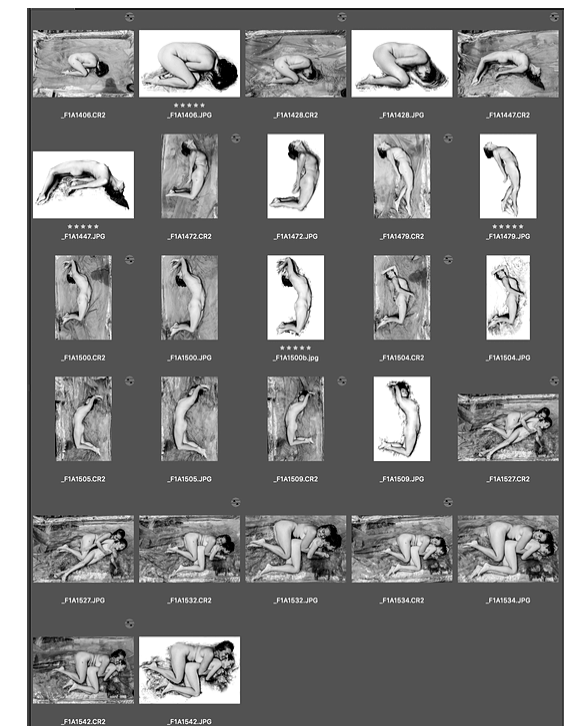 _F1A1406.CR2
_F1A1406.JPG
_F1A1428.CR2
_F1A1428.JPG
_F1A1447.CR2
_F1A1447.JPG
_F1A1472.CR2
_F1A1472.JPG
_F1A1479.CR2
_F1A1479.JPG
_F1A1500.CR2
_F1A1500.JPG
_F1A1500b.jpg
_F1A1504.CR2
_F1A1504.JPG
_F1A1505.CR2
_F1A1505.JPG
_F1A1509.CR2
_F1A1509.JPG
_F1A1527.CR2
_F1A1527.JPG
_F1A1532.CR2
_F1A1532.JPG
_F1A1534.CR2
_F1A1534.JPG
_F1A1542.CR2
_F1A1542.JPG